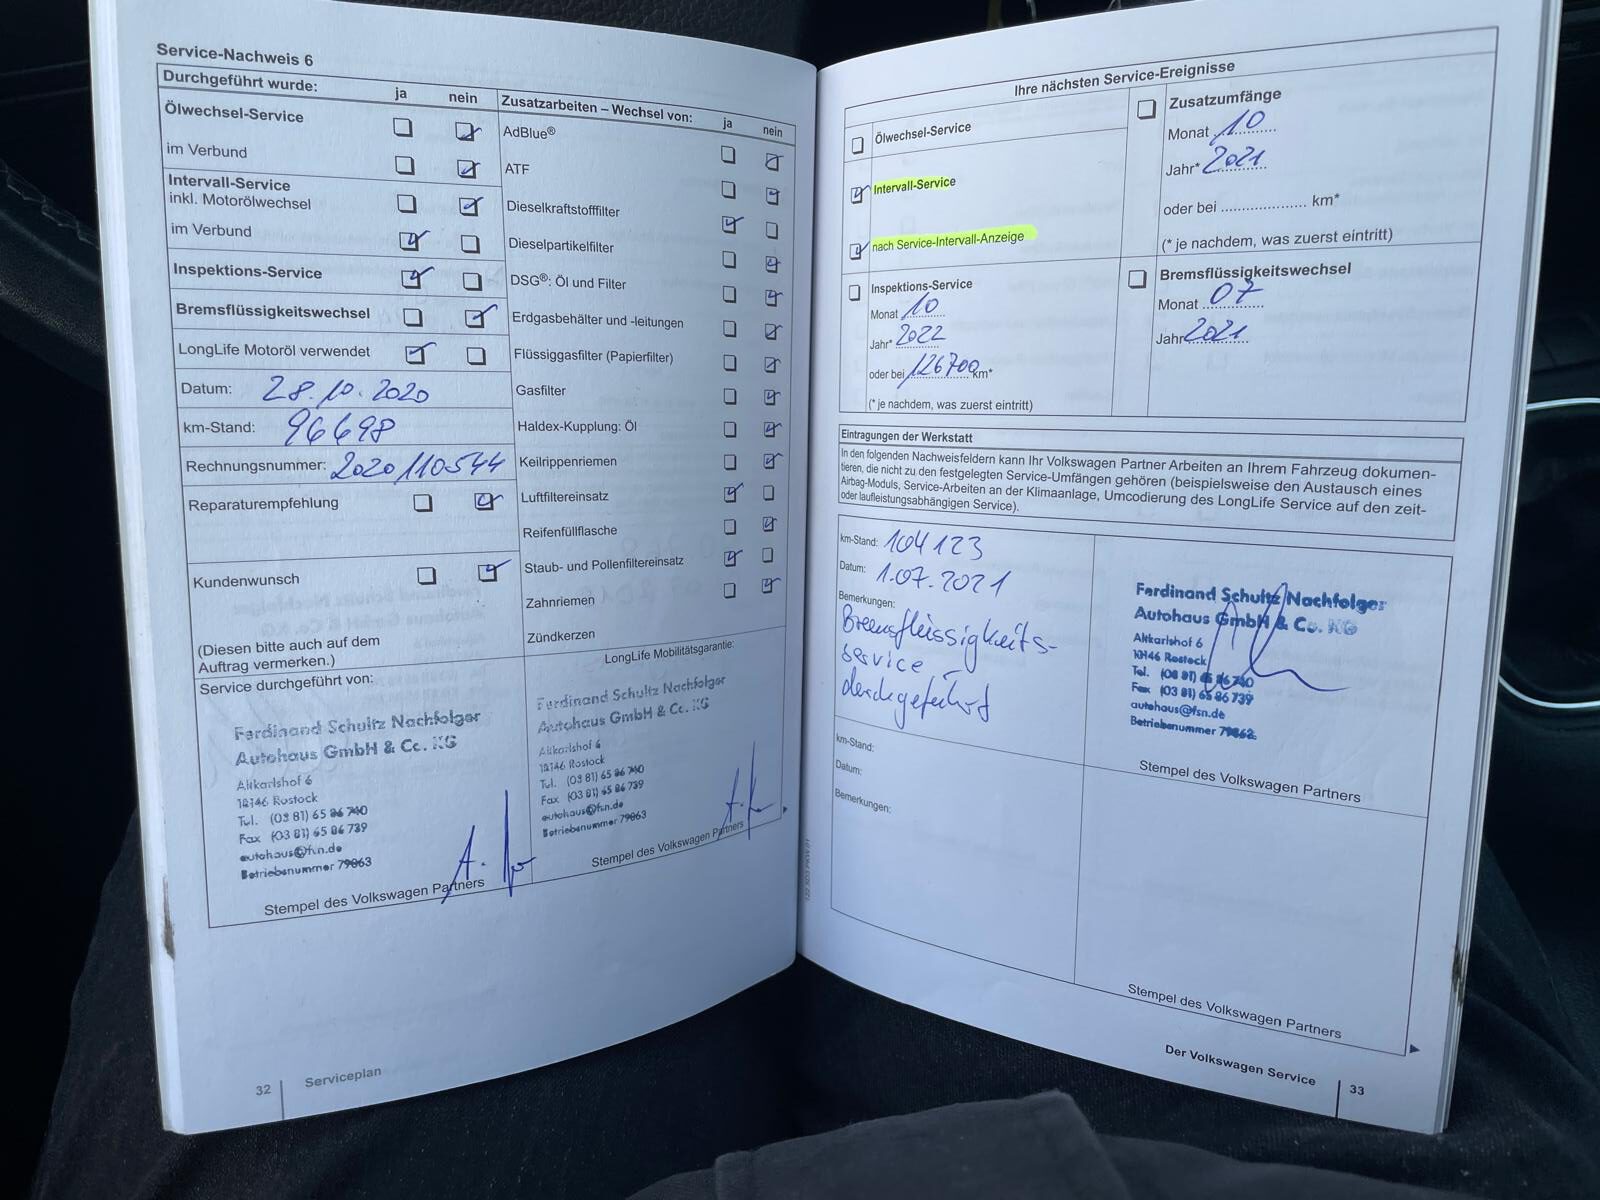 Service-Nachweis 6
Durchgeführt wurde: ja nein
Ölwechsel-Service
im Verbund
Intervall-Service
inkl. Motorölwechsel
im Verbund
Inspektions-Service
Bremsflüssigkeitswechsel
LongLife Motoröl verwendet
Datum: 28.10.2020
km-Stand: 96698
Rechnungsnummer: 2020110544
Reparaturempfehlung
Kundenwunsch
(Diesen bitte auch auf dem
Auftrag vermerken.)
Service durchgeführt von:
Ferdinand Schultz Nachfolger
Autohaus GmbH & Co. KG
Altkarlshof 6
18146 Rostock
Tel. (03 81) 65 86 740
Fax (03 81) 65 86 739
autohaus@fsn.de
Betriebsnummer 79863
Stempel des Volkswagen Partners
Zusatzarbeiten – Wechsel von: ja nein
AdBlue®
ATF
Dieselkraftstofffilter
Dieselpartikelfilter
DSG®: Öl und Filter
Erdgasbehälter und -leitungen
Flüssiggasfilter (Papierfilter)
Gasfilter
Haldex-Kupplung: Öl
Keilrippenriemen
Luftfiltereinsatz
Reifenfüllflasche
Staub- und Pollenfiltereinsatz
Zahnriemen
Zündkerzen
LongLife Mobilitätsgarantie:
Ferdinand Schultz Nachfolger
Autohaus GmbH & Co. KG
Altkarlshof 6
18146 Rostock
Tel. (03 81) 65 86 740
Fax (03 81) 65 86 739
autohaus@fsn.de
Betriebsnummer 79863
Stempel des Volkswagen Partners
32 Serviceplan
Ihre nächsten Service-Ereignisse
Ölwechsel-Service
Intervall-Service
nach Service-Intervall-Anzeige
Inspektions-Service
Monat 10
Jahr* 2022
oder bei 126700 km*
(* je nachdem, was zuerst eintritt)
Zusatzumfänge
Monat 10
Jahr* 2021
oder bei .................... km*
(* je nachdem, was zuerst eintritt)
Bremsflüssigkeitswechsel
Monat 07
Jahr 2021
Eintragungen der Werkstatt
In den folgenden Nachweisfeldern kann Ihr Volkswagen Partner Arbeiten an Ihrem Fahrzeug dokumen-
tieren, die nicht zu den festgelegten Service-Umfängen gehören (beispielsweise den Austausch eines
Airbag-Moduls, Service-Arbeiten an der Klimaanlage, Umcodierung des LongLife Service auf den zeit-
oder laufleistungsabhängigen Service).
km-Stand: 104123
Datum: 1.07.2021
Bemerkungen:
Bremsflüssigkeits-
service
durchgeführt
Ferdinand Schultz Nachfolger
Autohaus GmbH & Co. KG
Altkarlshof 6
18146 Rostock
Tel. (03 81) 65 86 740
Fax (03 81) 65 86 739
autohaus@fsn.de
Betriebsnummer
Stempel des Volkswagen Partners
km-Stand:
Datum:
Bemerkungen:
Stempel des Volkswagen Partners
Der Volkswagen Service 33